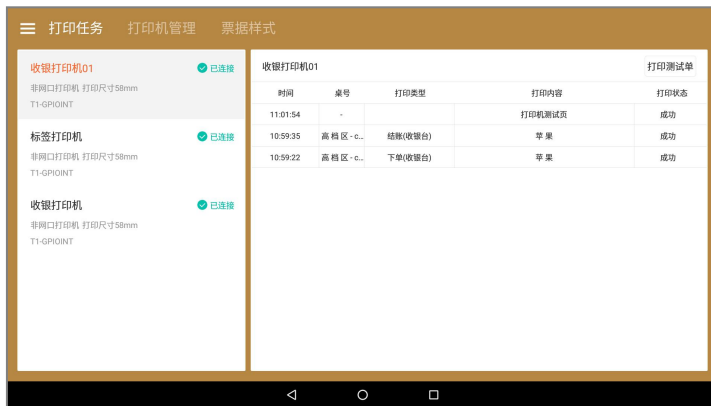 打印任务 打印机管理 票据样式
收银打印机01 已连接
非网口打印机 打印尺寸58mm
T1-GPIOINT
标签打印机 已连接
非网口打印机 打印尺寸58mm
T1-GPIOINT
收银打印机 已连接
非网口打印机 打印尺寸58mm
T1-GPIOINT
收银打印机01 打印测试单
时间 桌号 打印类型 打印内容 打印状态
11:01:54 - 打印机测试页 成功
10:59:35 高档区-c... 结账(收银台) 苹果 成功
10:59:22 高档区-c... 下单(收银台) 苹果 成功